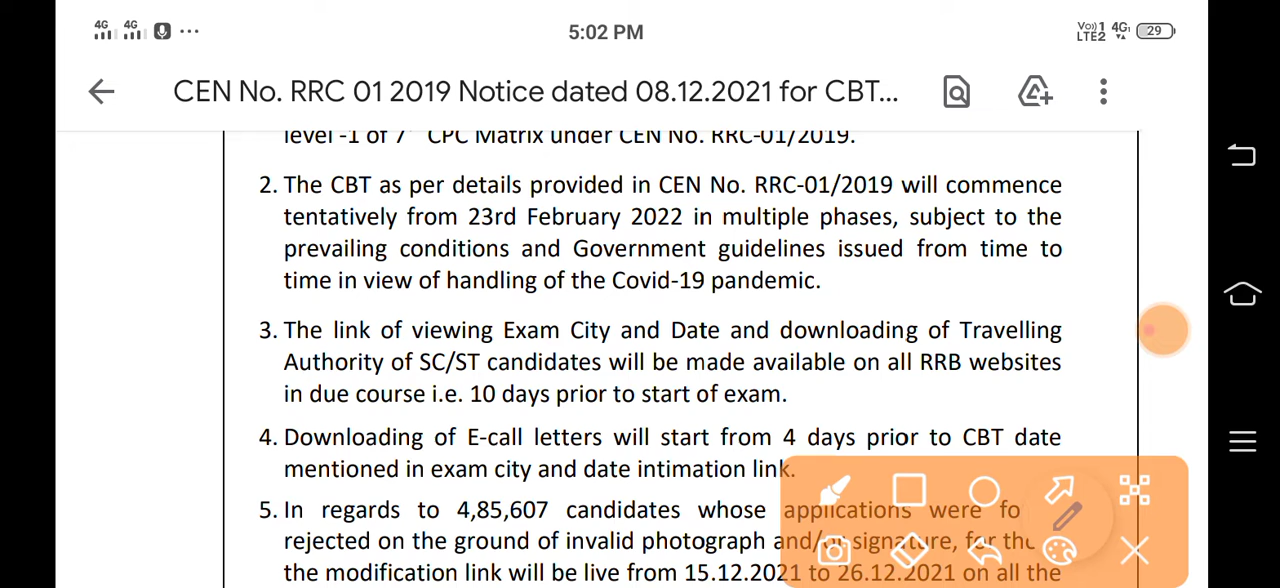 4G 4G ... 5:02 PM Vo)) 1 LTE2 4G 29
CEN No. RRC 01 2019 Notice dated 08.12.2021 for CBT...
level -1 of 7 CPC Matrix under CEN No. RRC-01/2019.
2. The CBT as per details provided in CEN No. RRC-01/2019 will commence
tentatively from 23rd February 2022 in multiple phases, subject to the
prevailing conditions and Government guidelines issued from time to
time in view of handling of the Covid-19 pandemic.
3. The link of viewing Exam City and Date and downloading of Travelling
Authority of SC/ST candidates will be made available on all RRB websites
in due course i.e. 10 days prior to start of exam.
4. Downloading of E-call letters will start from 4 days prior to CBT date
mentioned in exam city and date intimation link.
5. In regards to 4,85,607 candidates whose applications were fo
rejected on the ground of invalid photograph and/or signature, for
the modification link will be live from 15.12.2021 to 26.12.2021 on all the